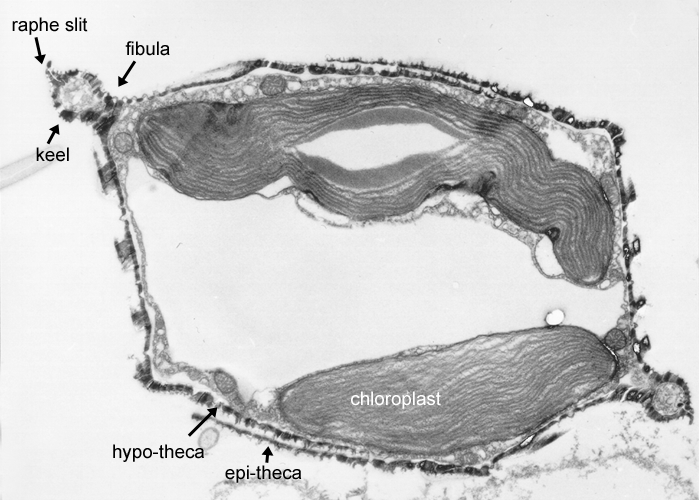 raphe slit
fibula
keel
chloroplast
hypo-theca
epi-theca